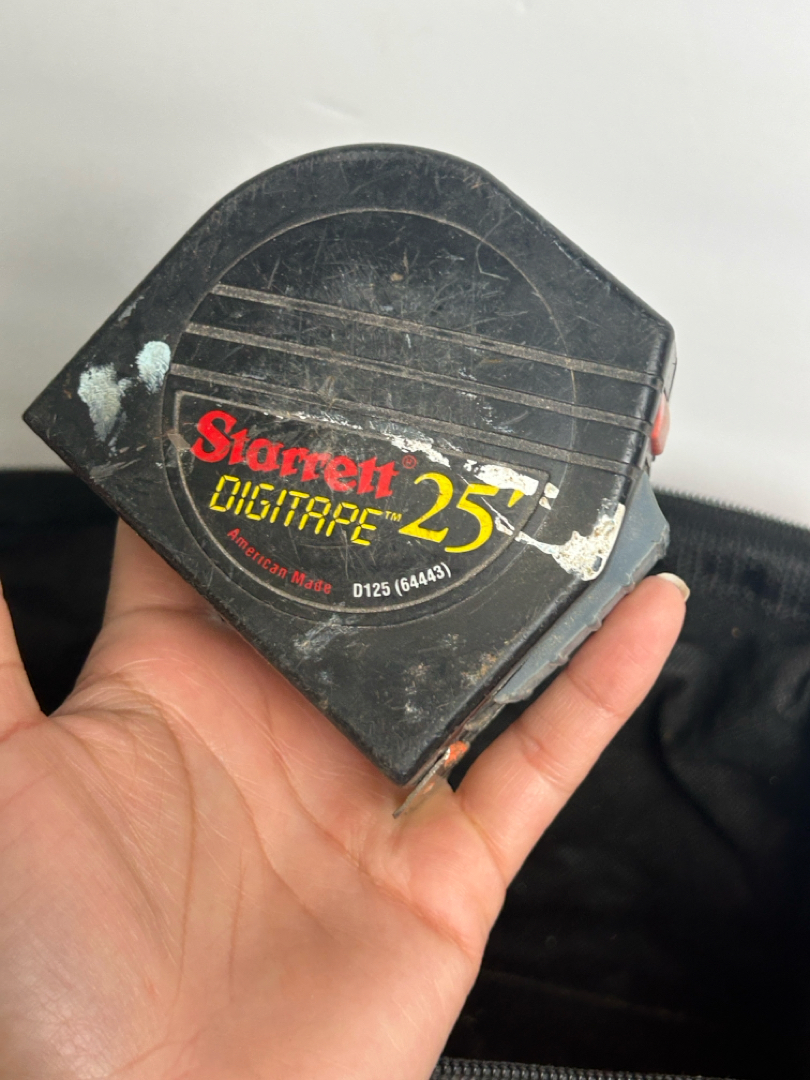 Starrett®
DIGITAPE™ 25'
American Made D125 (64443)